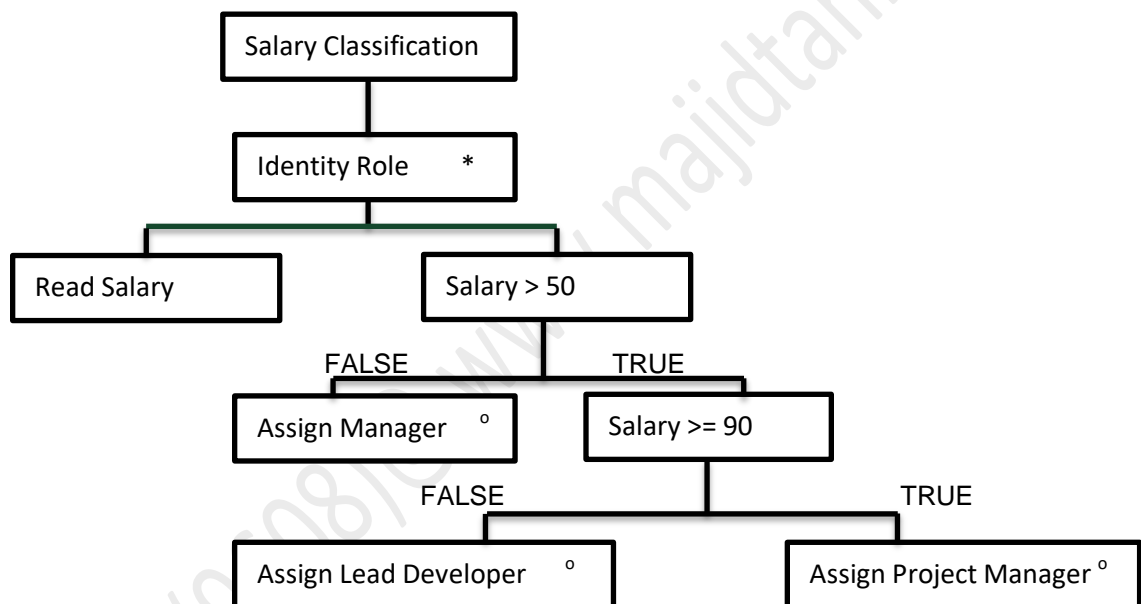 Salary Classification
Identity Role *
Read Salary
Salary > 50
FALSE TRUE
Assign Manager o
Salary >= 90
FALSE TRUE
Assign Lead Developer o
Assign Project Manager o